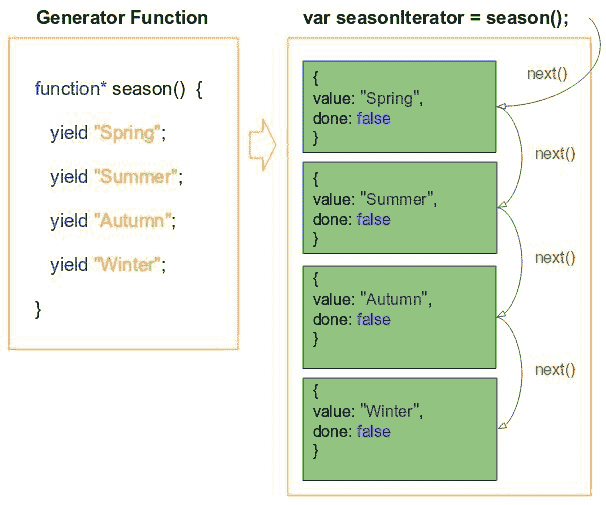 Generator Function
function* season() {
yield "Spring";
yield "Summer";
yield "Autumn";
yield "Winter";
}
var seasonIterator = season();
next()
{
value: "Spring",
done: false
}
next()
{
value: "Summer",
done: false
}
next()
{
value: "Autumn",
done: false
}
next()
{
value: "Winter",
done: false
}